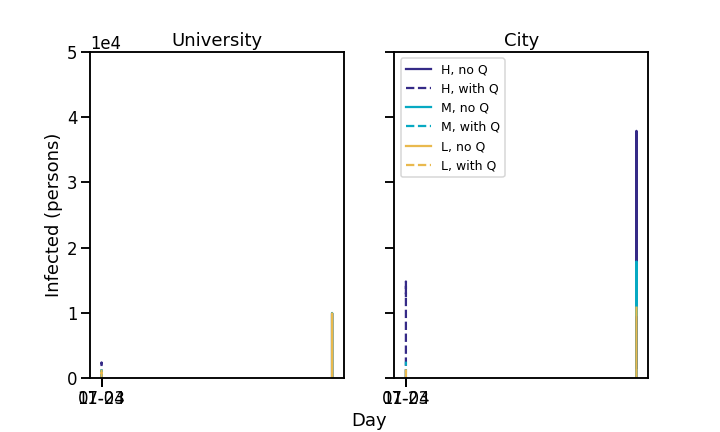 University
City
1e4
5
4
3
2
1
0
Infected (persons)
H, no Q
H, with Q
M, no Q
M, with Q
L, no Q
L, with Q
Day